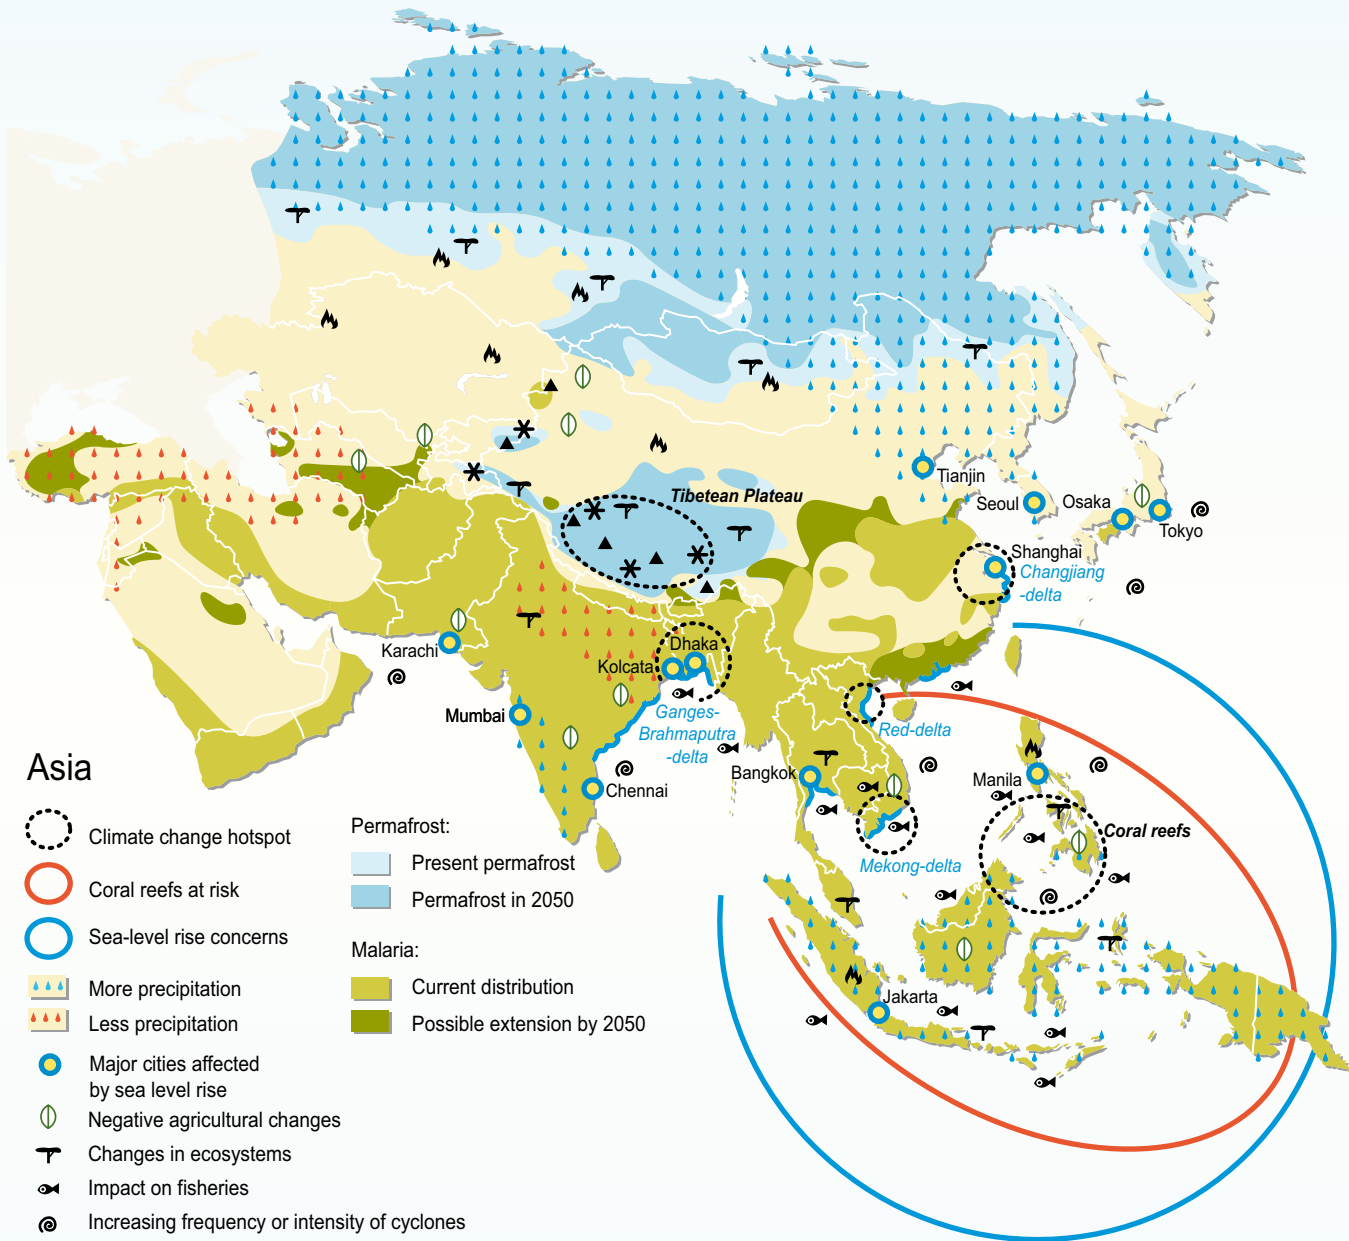 Tibetean Plateau
Tianjin
Seoul
Osaka
Tokyo
Shanghai
Changjiang
-delta
Karachi
Dhaka
Kolcata
Mumbai
Ganges-
Brahmaputra
-delta
Red-delta
Bangkok
Manila
Chennai
Coral reefs
Mekong-delta
Jakarta
Asia
Climate change hotspot
Coral reefs at risk
Sea-level rise concerns
More precipitation
Less precipitation
Major cities affected
by sea level rise
Negative agricultural changes
Changes in ecosystems
Impact on fisheries
Increasing frequency or intensity of cyclones
Permafrost:
Present permafrost
Permafrost in 2050
Malaria:
Current distribution
Possible extension by 2050